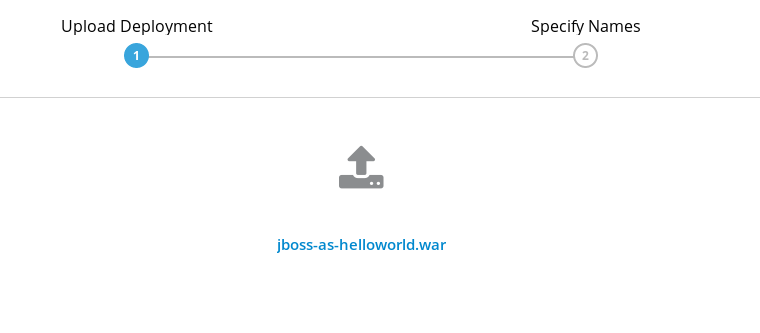 Upload Deployment
Specify Names
1
2
jboss-as-helloworld.war